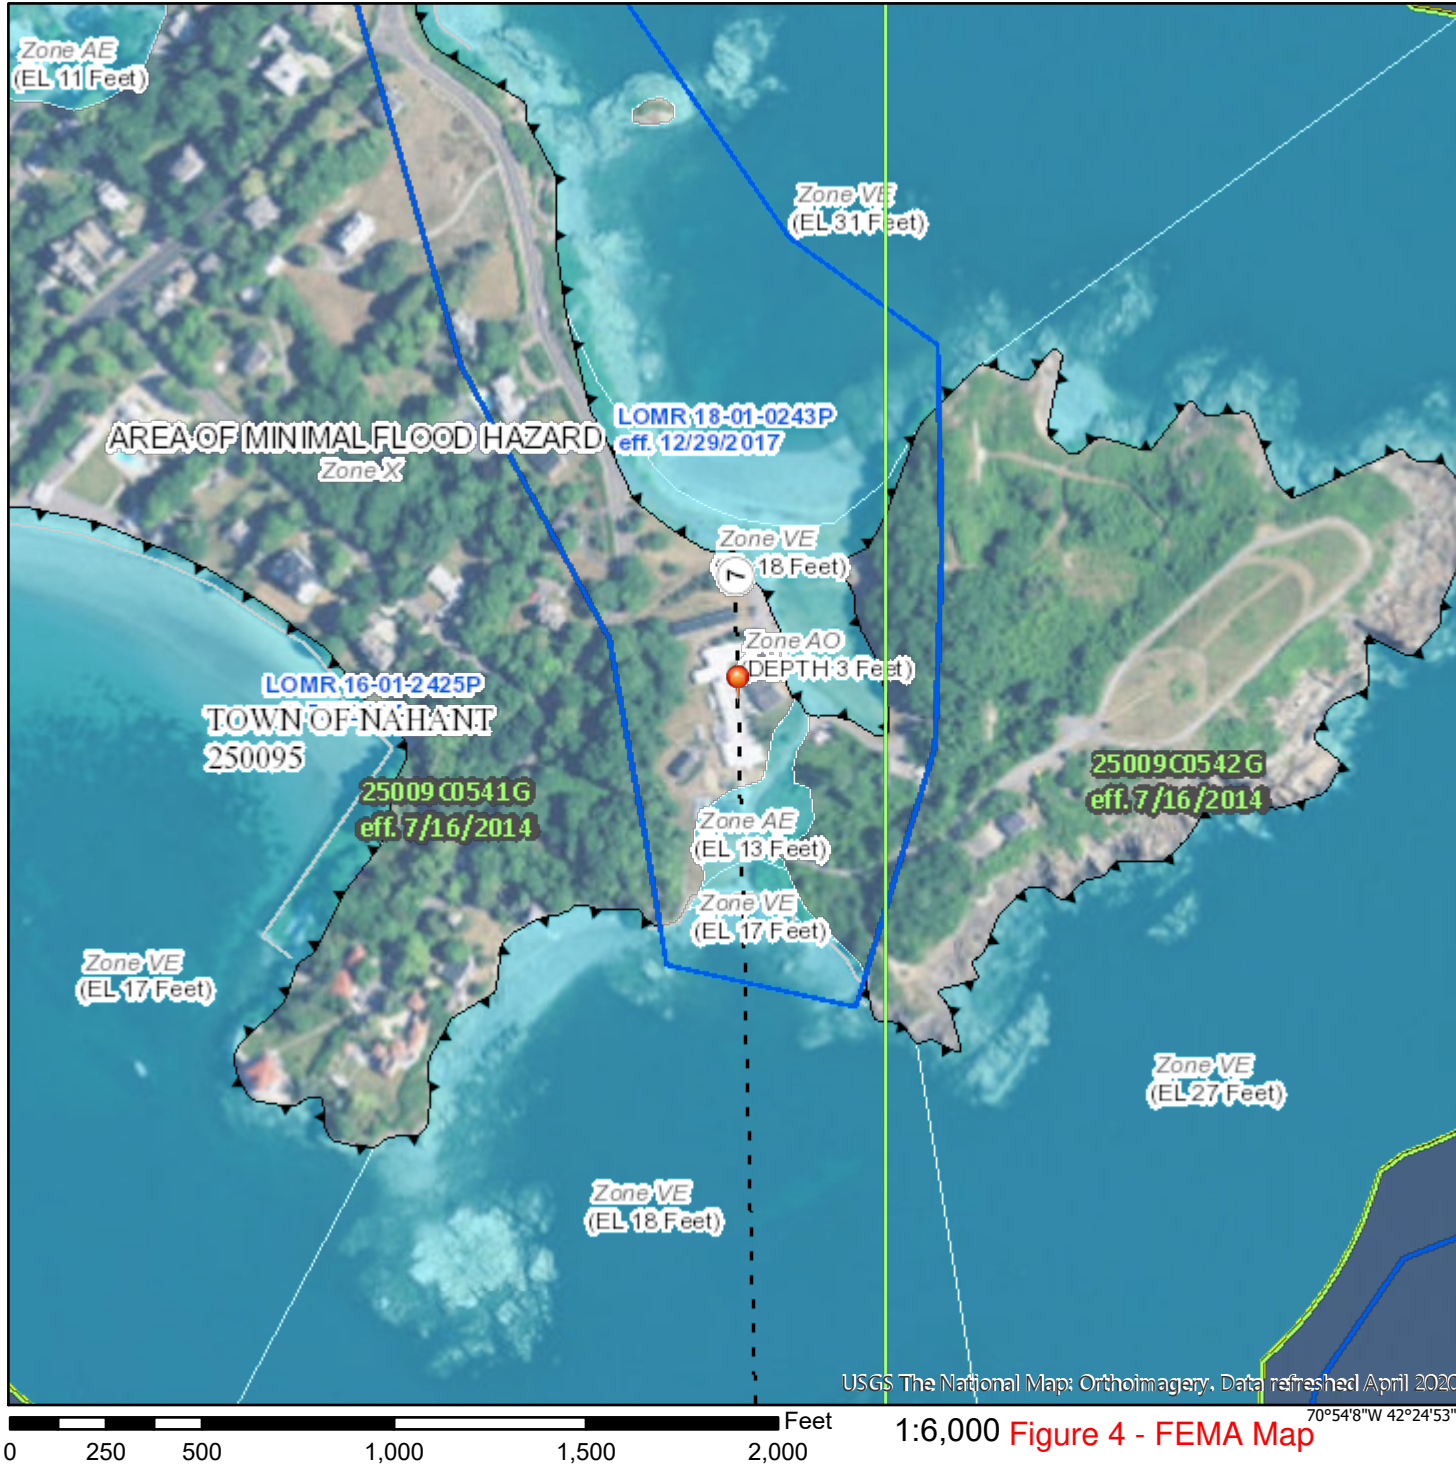 Zone AE
(EL 11 Feet)
Zone VE
(EL 31 Feet)
LOMR 18-01-0243P
eff. 12/29/2017
AREA OF MINIMAL FLOOD HAZARD
Zone X
Zone VE
18 Feet)
7
Zone AO
(DEPTH 3 Feet)
LOMR 16-01-2425P
TOWN OF NAHANT
250095
25009C0541G
eff. 7/16/2014
25009C0542G
eff. 7/16/2014
Zone AE
(EL 13 Feet)
Zone VE
(EL 17 Feet)
Zone VE
(EL 17 Feet)
Zone VE
(EL 27 Feet)
Zone VE
(EL 18 Feet)
USGS The National Map: Orthoimagery. Data refreshed April 2020
Feet
0 250 500 1,000 1,500 2,000
1:6,000
Figure 4 - FEMA Map
70°54'8"W 42°24'53"